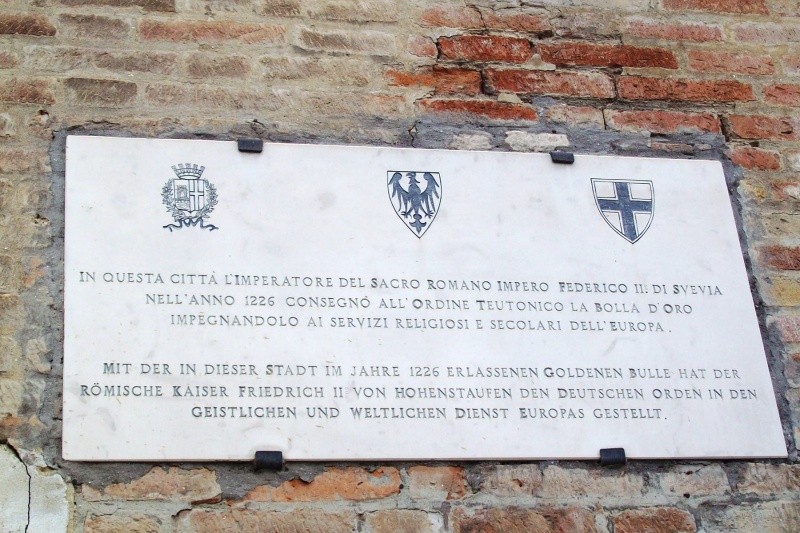 IN QUESTA CITTÀ L'IMPERATORE DEL SACRO ROMANO IMPERO FEDERICO II: DI SVEVIA
NELL'ANNO 1226 CONSEGNÒ ALL'ORDINE TEUTONICO LA BOLLA D'ORO
IMPEGNANDOLO AI SERVIZI RELIGIOSI E SECOLARI DELL'EUROPA.
MIT DER IN DIESER STADT IM JAHRE 1226 ERLASSENEN GOLDENEN BULLE HAT DER
RÖMISCHE KAISER FRIEDRICH II VON HOHENSTAUFEN DEN DEUTSCHEN ORDEN IN DEN
GEISTLICHEN UND WELTLICHEN DIENST EUROPAS GESTELLT.